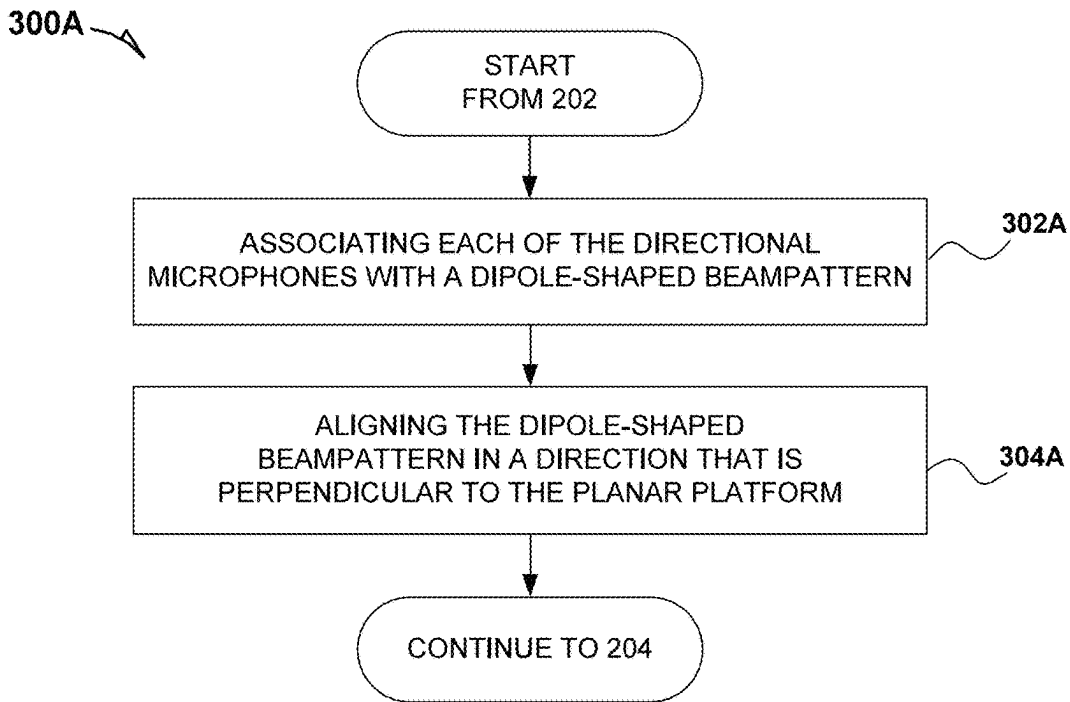 300A
START
FROM 202
ASSOCIATING EACH OF THE DIRECTIONAL
MICROPHONES WITH A DIPOLE-SHAPED BEAMPATTERN
302A
ALIGNING THE DIPOLE-SHAPED
BEAMPATTERN IN A DIRECTION THAT IS
PERPENDICULAR TO THE PLANAR PLATFORM
304A
CONTINUE TO 204